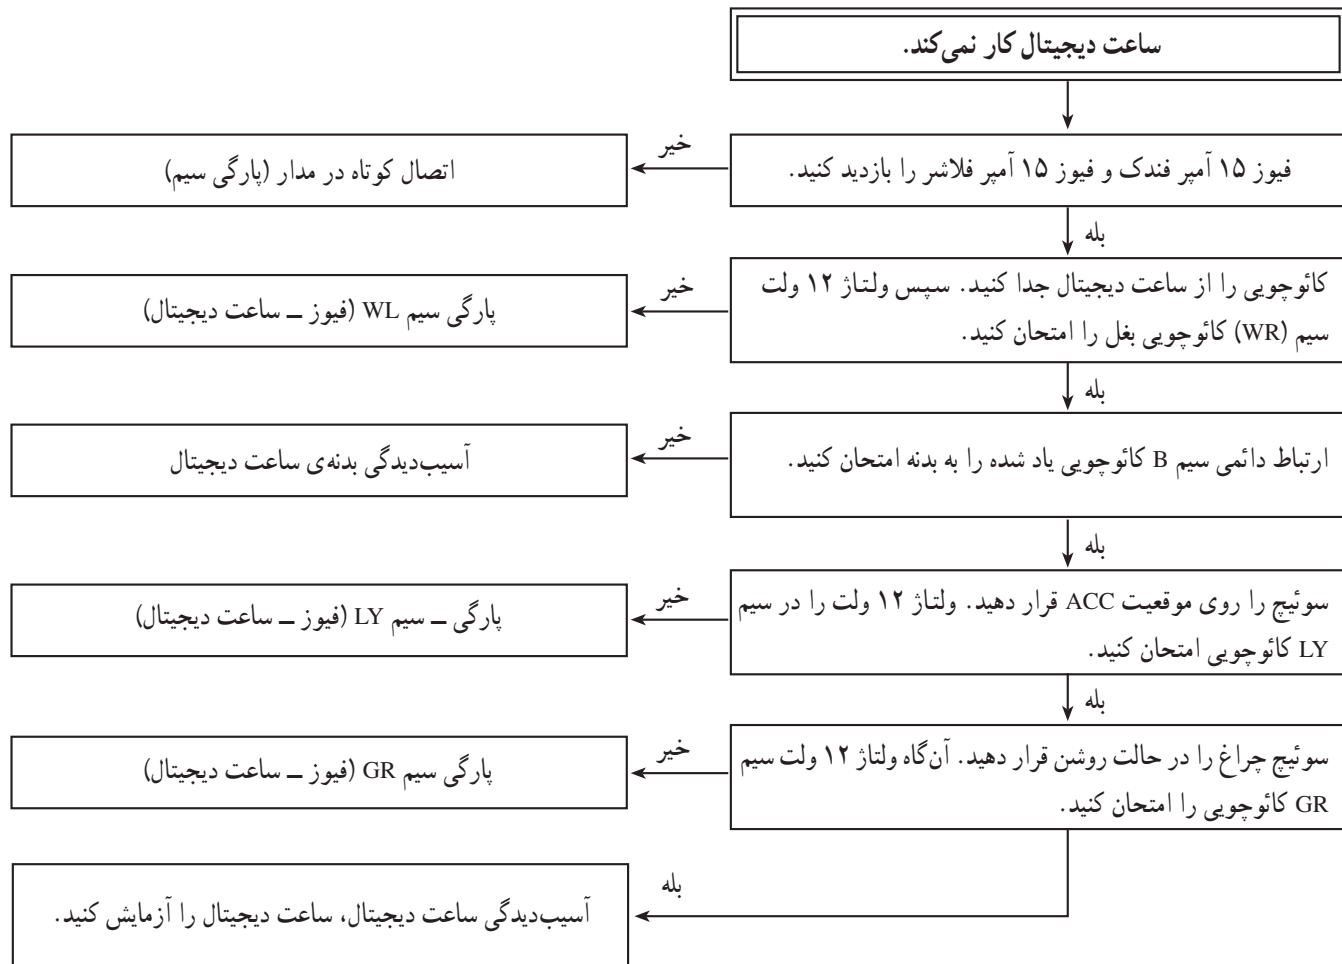 ساعت دیجیتال کار نمی‌کند.
فیوز ۱۵ آمپر فندک و فیوز ۱۵ آمپر فلاشر را بازدید کنید.
خیر
اتصال کوتاه در مدار (پارگی سیم)
بله
کائوچویی را از ساعت دیجیتال جدا کنید. سپس ولتاژ ۱۲ ولت
سیم (WR) کائوچویی بغل را امتحان کنید.
خیر
پارگی سیم WL (فیوز ــ ساعت دیجیتال)
بله
ارتباط دائمی سیم B کائوچویی یاد شده را به بدنه امتحان کنید.
خیر
آسیب‌دیدگی بدنه‌ی ساعت دیجیتال
بله
سوئیچ را روی موقعیت ACC قرار دهید. ولتاژ ۱۲ ولت را در سیم
LY کائوچویی امتحان کنید.
خیر
پارگی ــ سیم LY (فیوز ــ ساعت دیجیتال)
بله
سوئیچ چراغ را در حالت روشن قرار دهید. آن‌گاه ولتاژ ۱۲ ولت سیم
GR کائوچویی را امتحان کنید.
خیر
پارگی سیم GR (فیوز ــ ساعت دیجیتال)
بله
آسیب‌دیدگی ساعت دیجیتال، ساعت دیجیتال را آزمایش کنید.